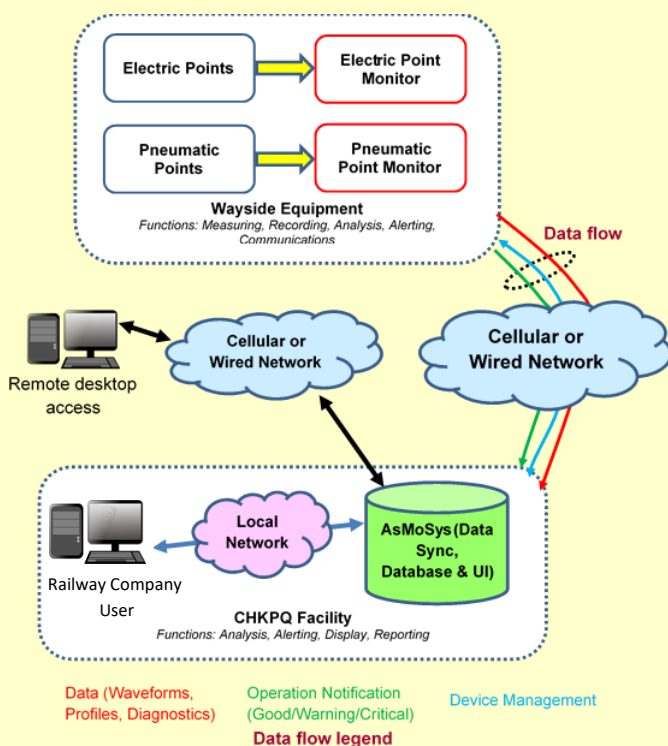 Electric Points
Electric Point
Monitor
Pneumatic
Points
Pneumatic
Point Monitor
Wayside Equipment
Functions: Measuring, Recording, Analysis, Alerting,
Communications
Data flow
Cellular or
Wired Network
Cellular or
Wired Network
Remote desktop
access
Local
Network
AsMoSys (Data
Sync,
Database & UI)
Railway Company
User
CHKPQ Facility
Functions: Analysis, Alerting, Display, Reporting
Data (Waveforms,
Profiles, Diagnostics)
Operation Notification
(Good/Warning/Critical)
Device Management
Data flow legend